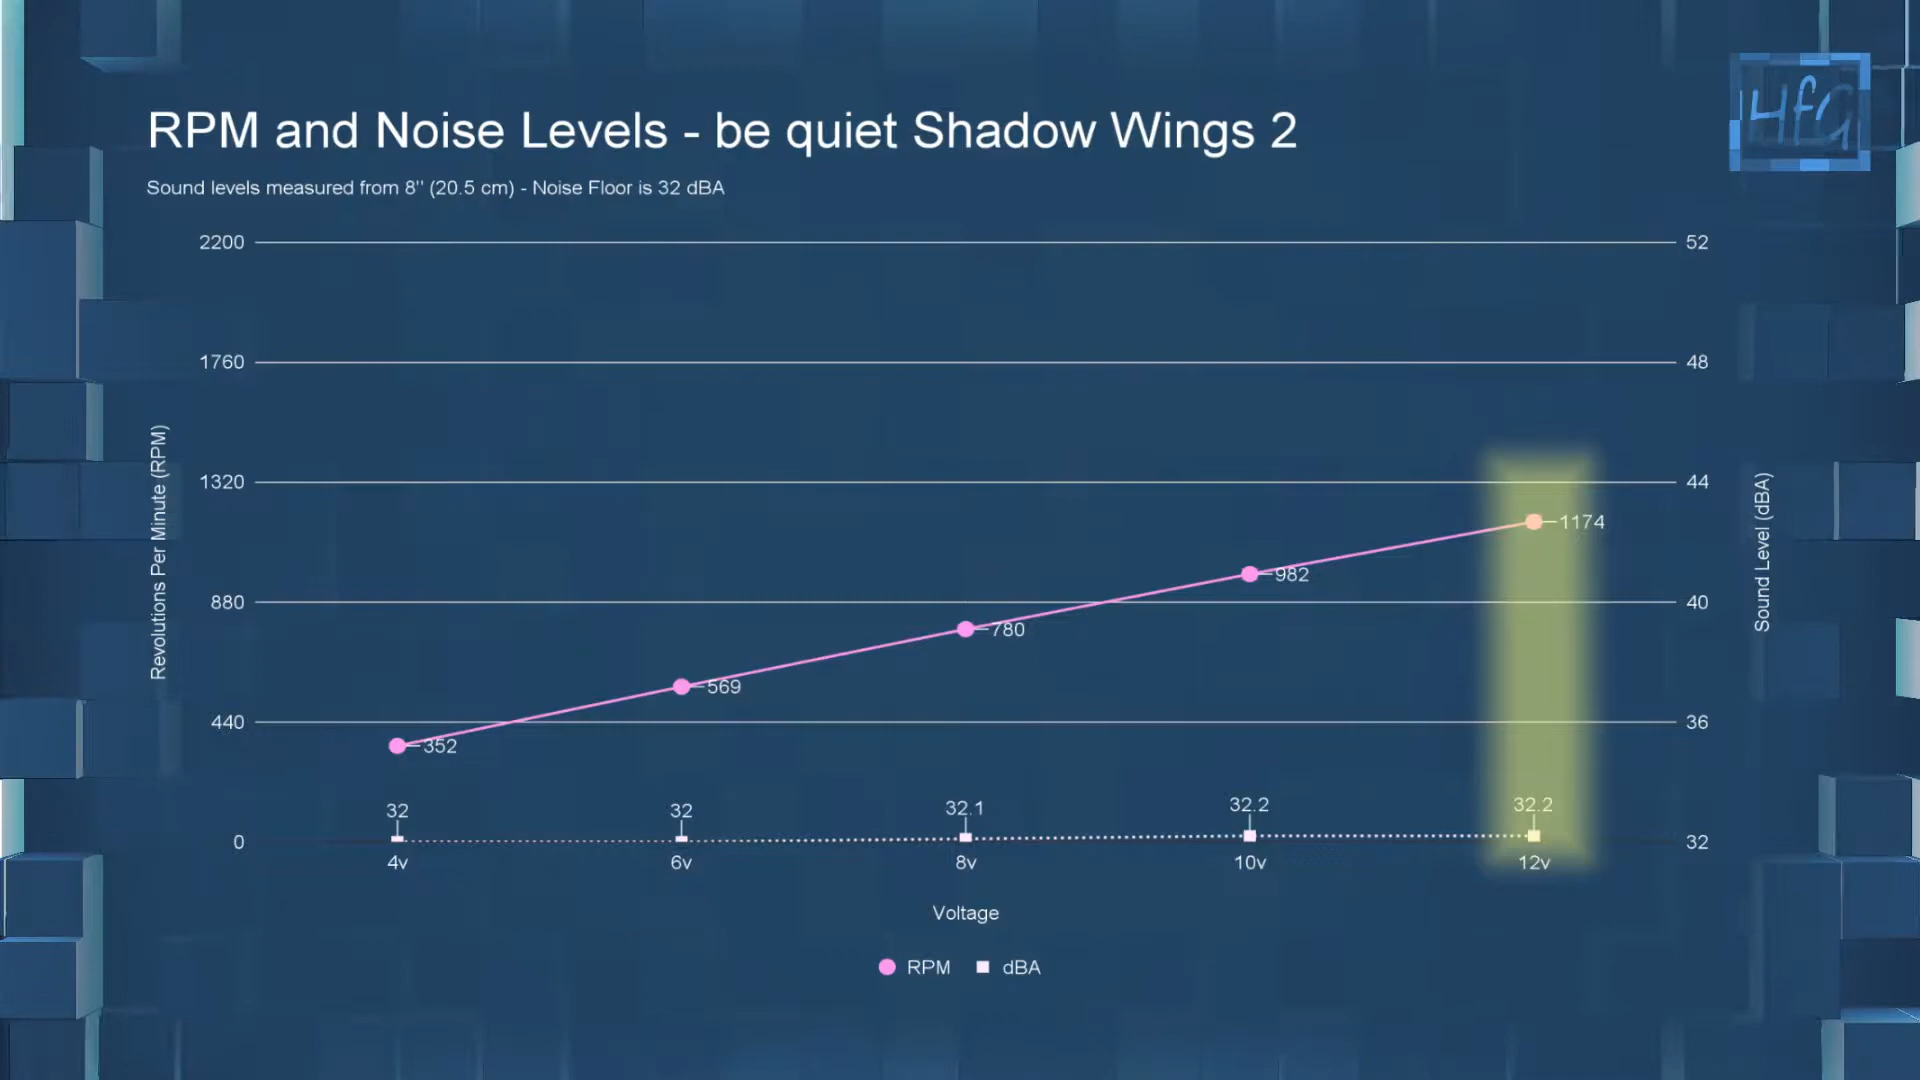 HfG
RPM and Noise Levels - be quiet Shadow Wings 2
Sound levels measured from 8" (20.5 cm) - Noise Floor is 32 dBA
2200
52
1760
48
1320
44
1174
982
880
40
780
569
440
36
352
32
32
32.1
32.2
32.2
0
32
4v
6v
8v
10v
12v
Revolutions Per Minute (RPM)
Sound Level (dBA)
Voltage
RPM
dBA